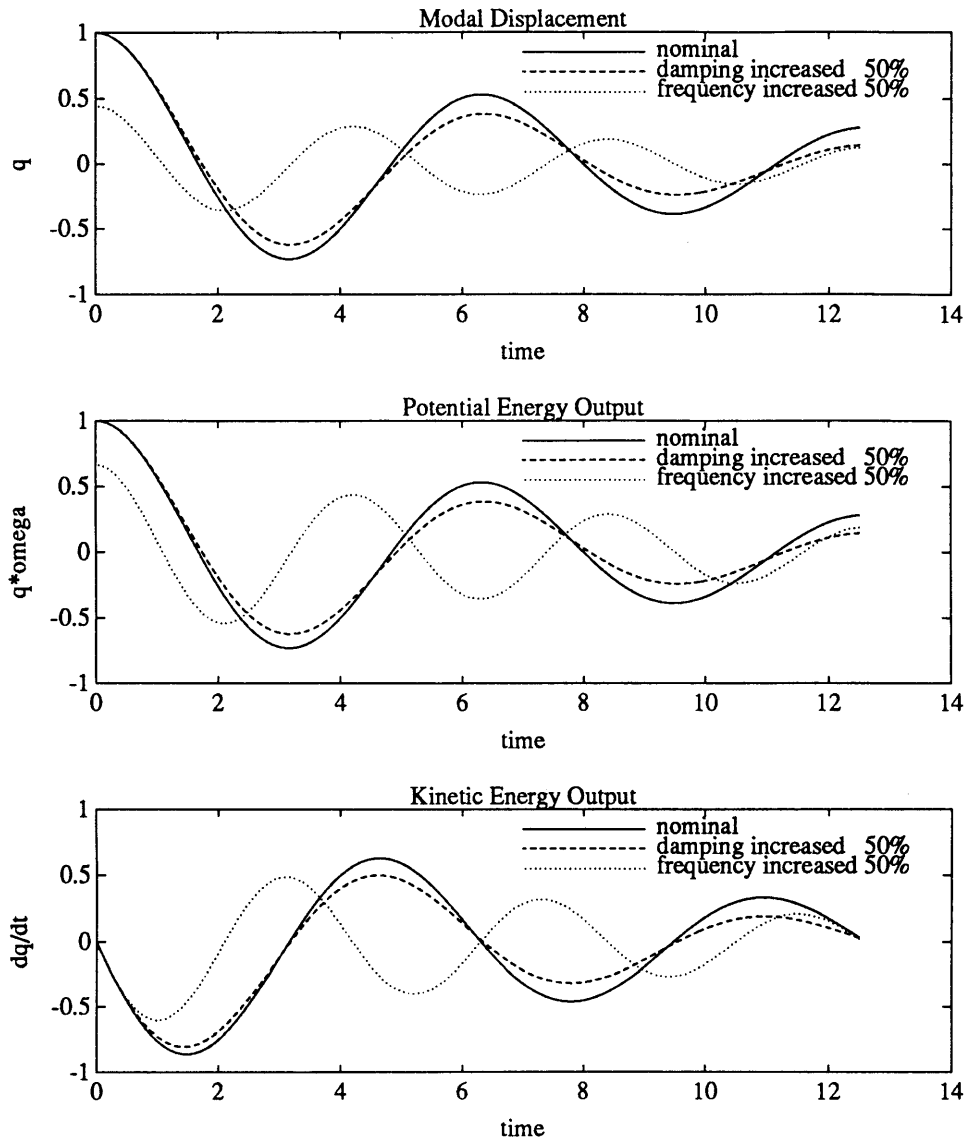 Modal Displacement
nominal
damping increased 50%
frequency increased 50%
1
0.5
0
-0.5
-1
q
0 2 4 6 8 10 12 14
time
Potential Energy Output
nominal
damping increased 50%
frequency increased 50%
1
0.5
0
-0.5
-1
q*omega
0 2 4 6 8 10 12 14
time
Kinetic Energy Output
nominal
damping increased 50%
frequency increased 50%
1
0.5
0
-0.5
-1
dq/dt
0 2 4 6 8 10 12 14
time